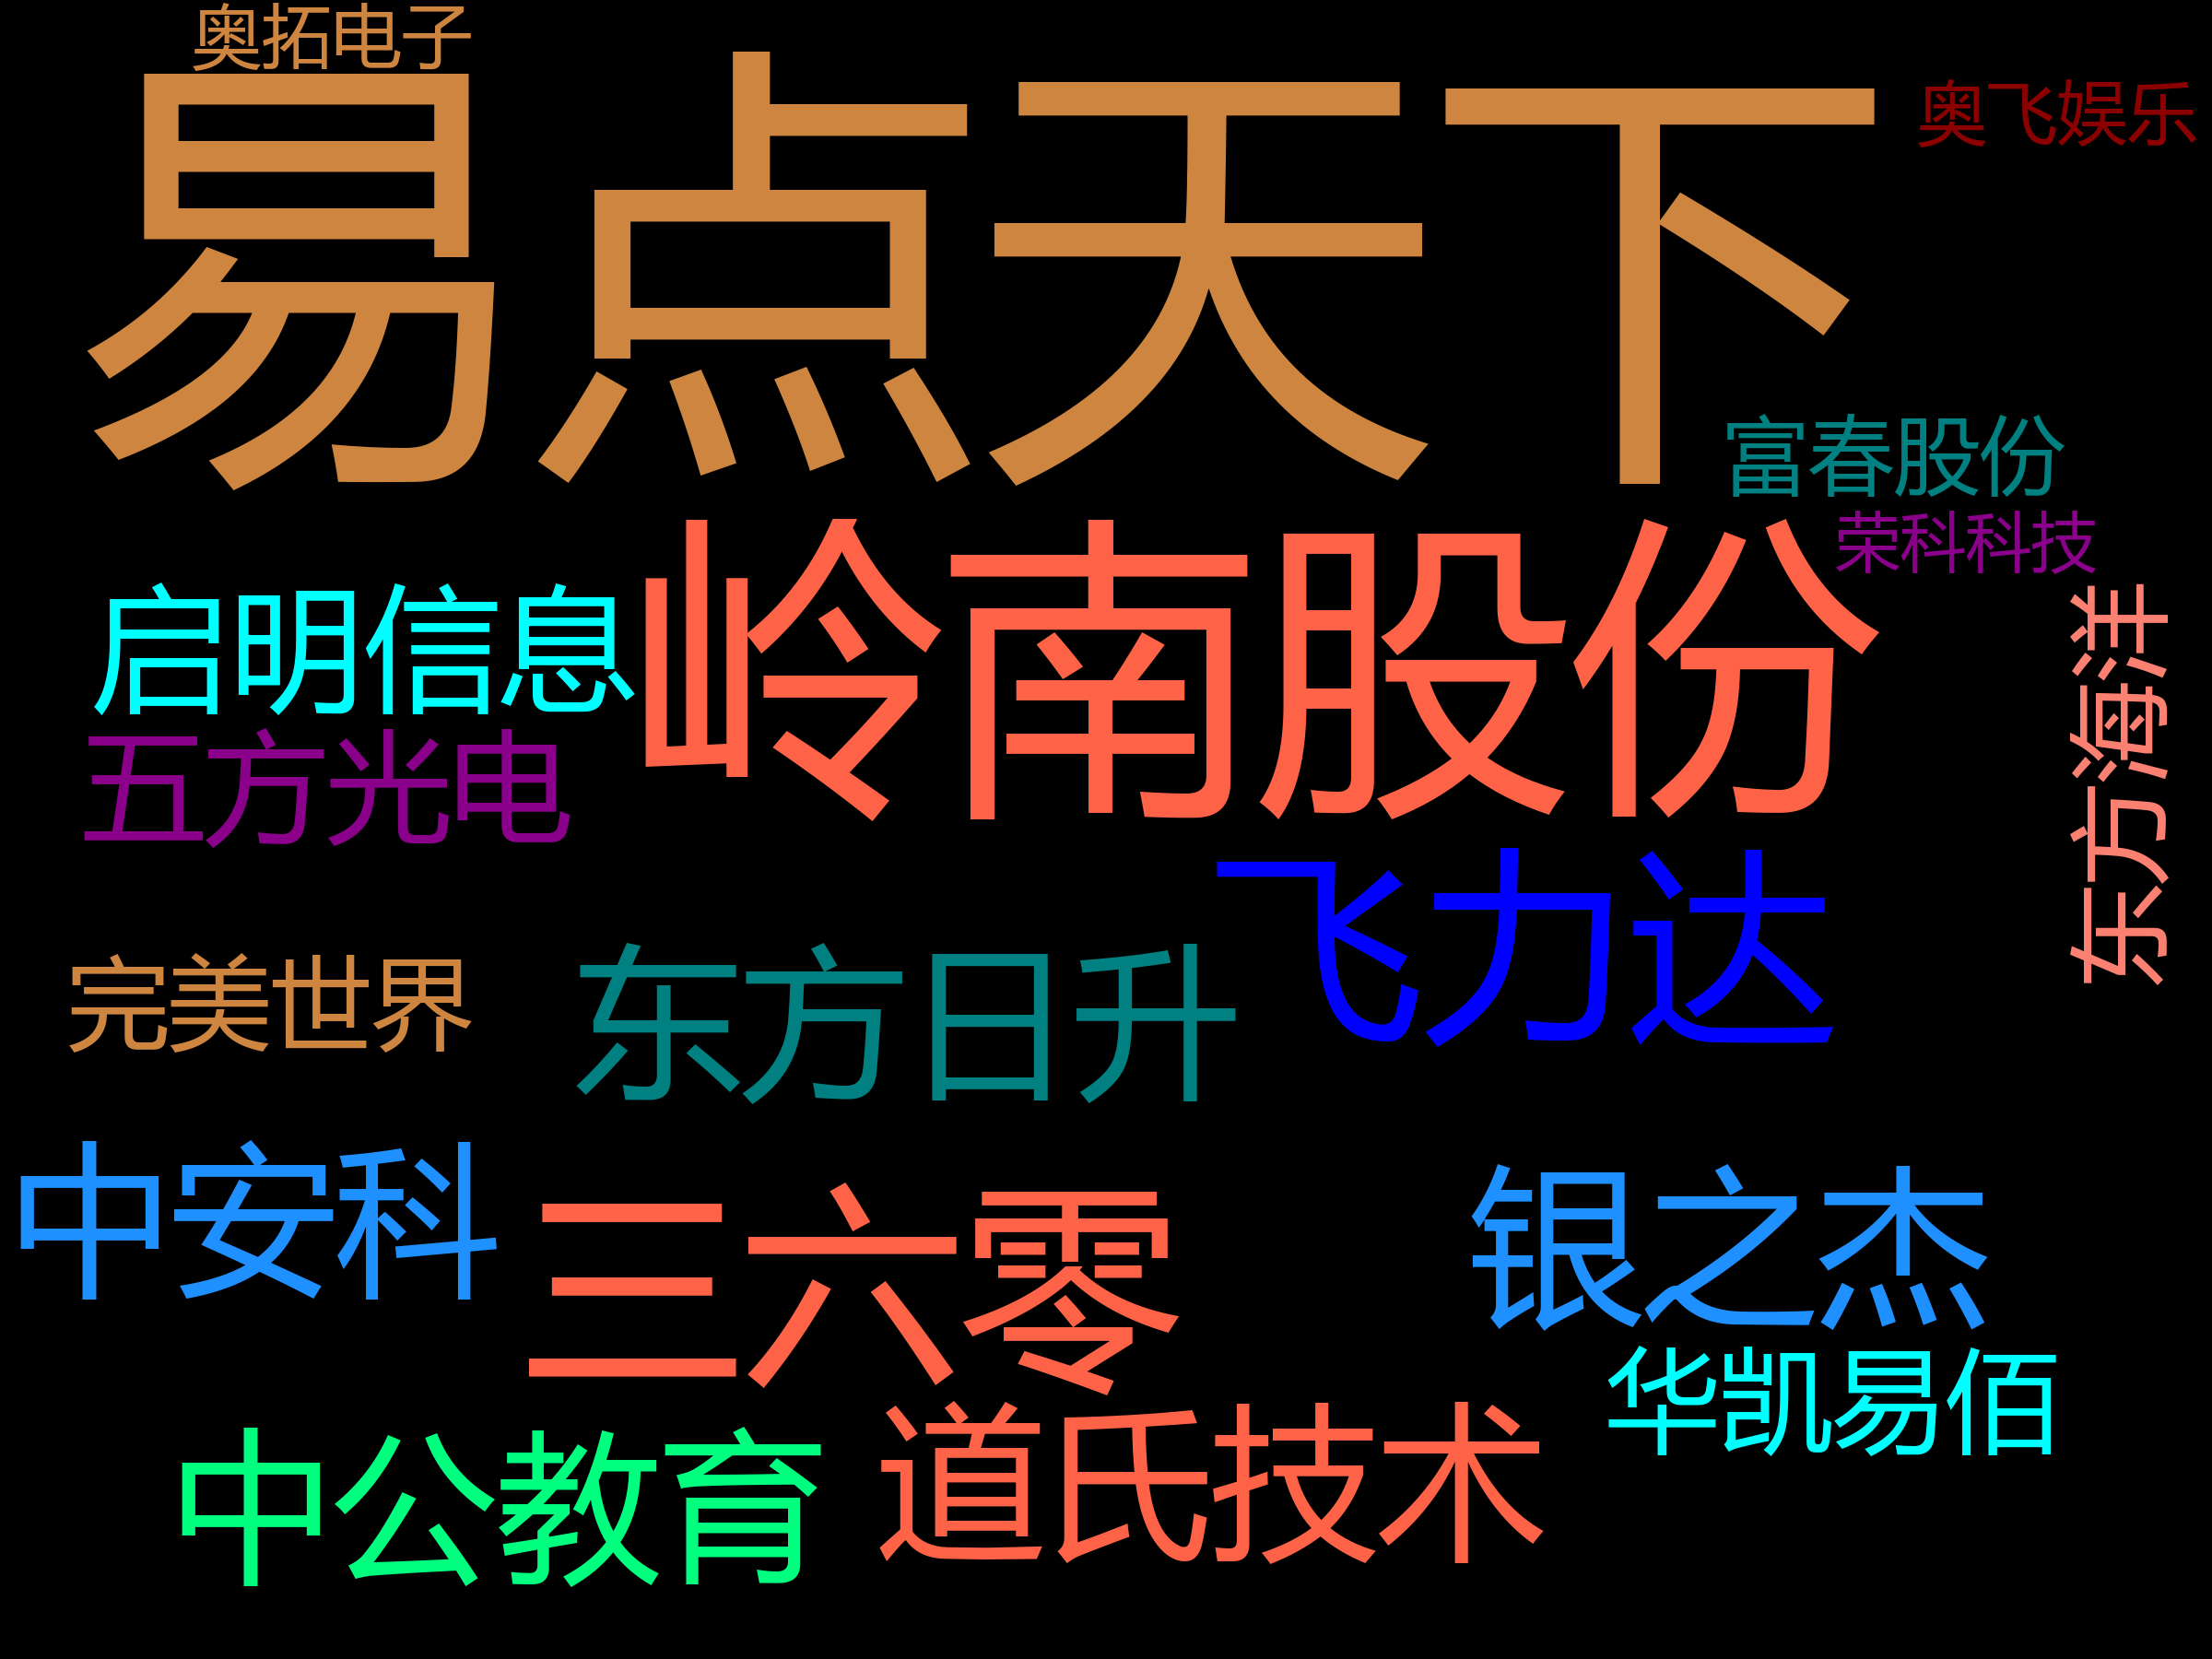 奥拓电子
易点天下
奥飞娱乐
富春股份
荣科科技
岭南股份
启明信息
五方光电
东方海洋
飞力达
完美世界
东方日升
中安科
三六零
银之杰
华凯易佰
中公教育
道氏技术